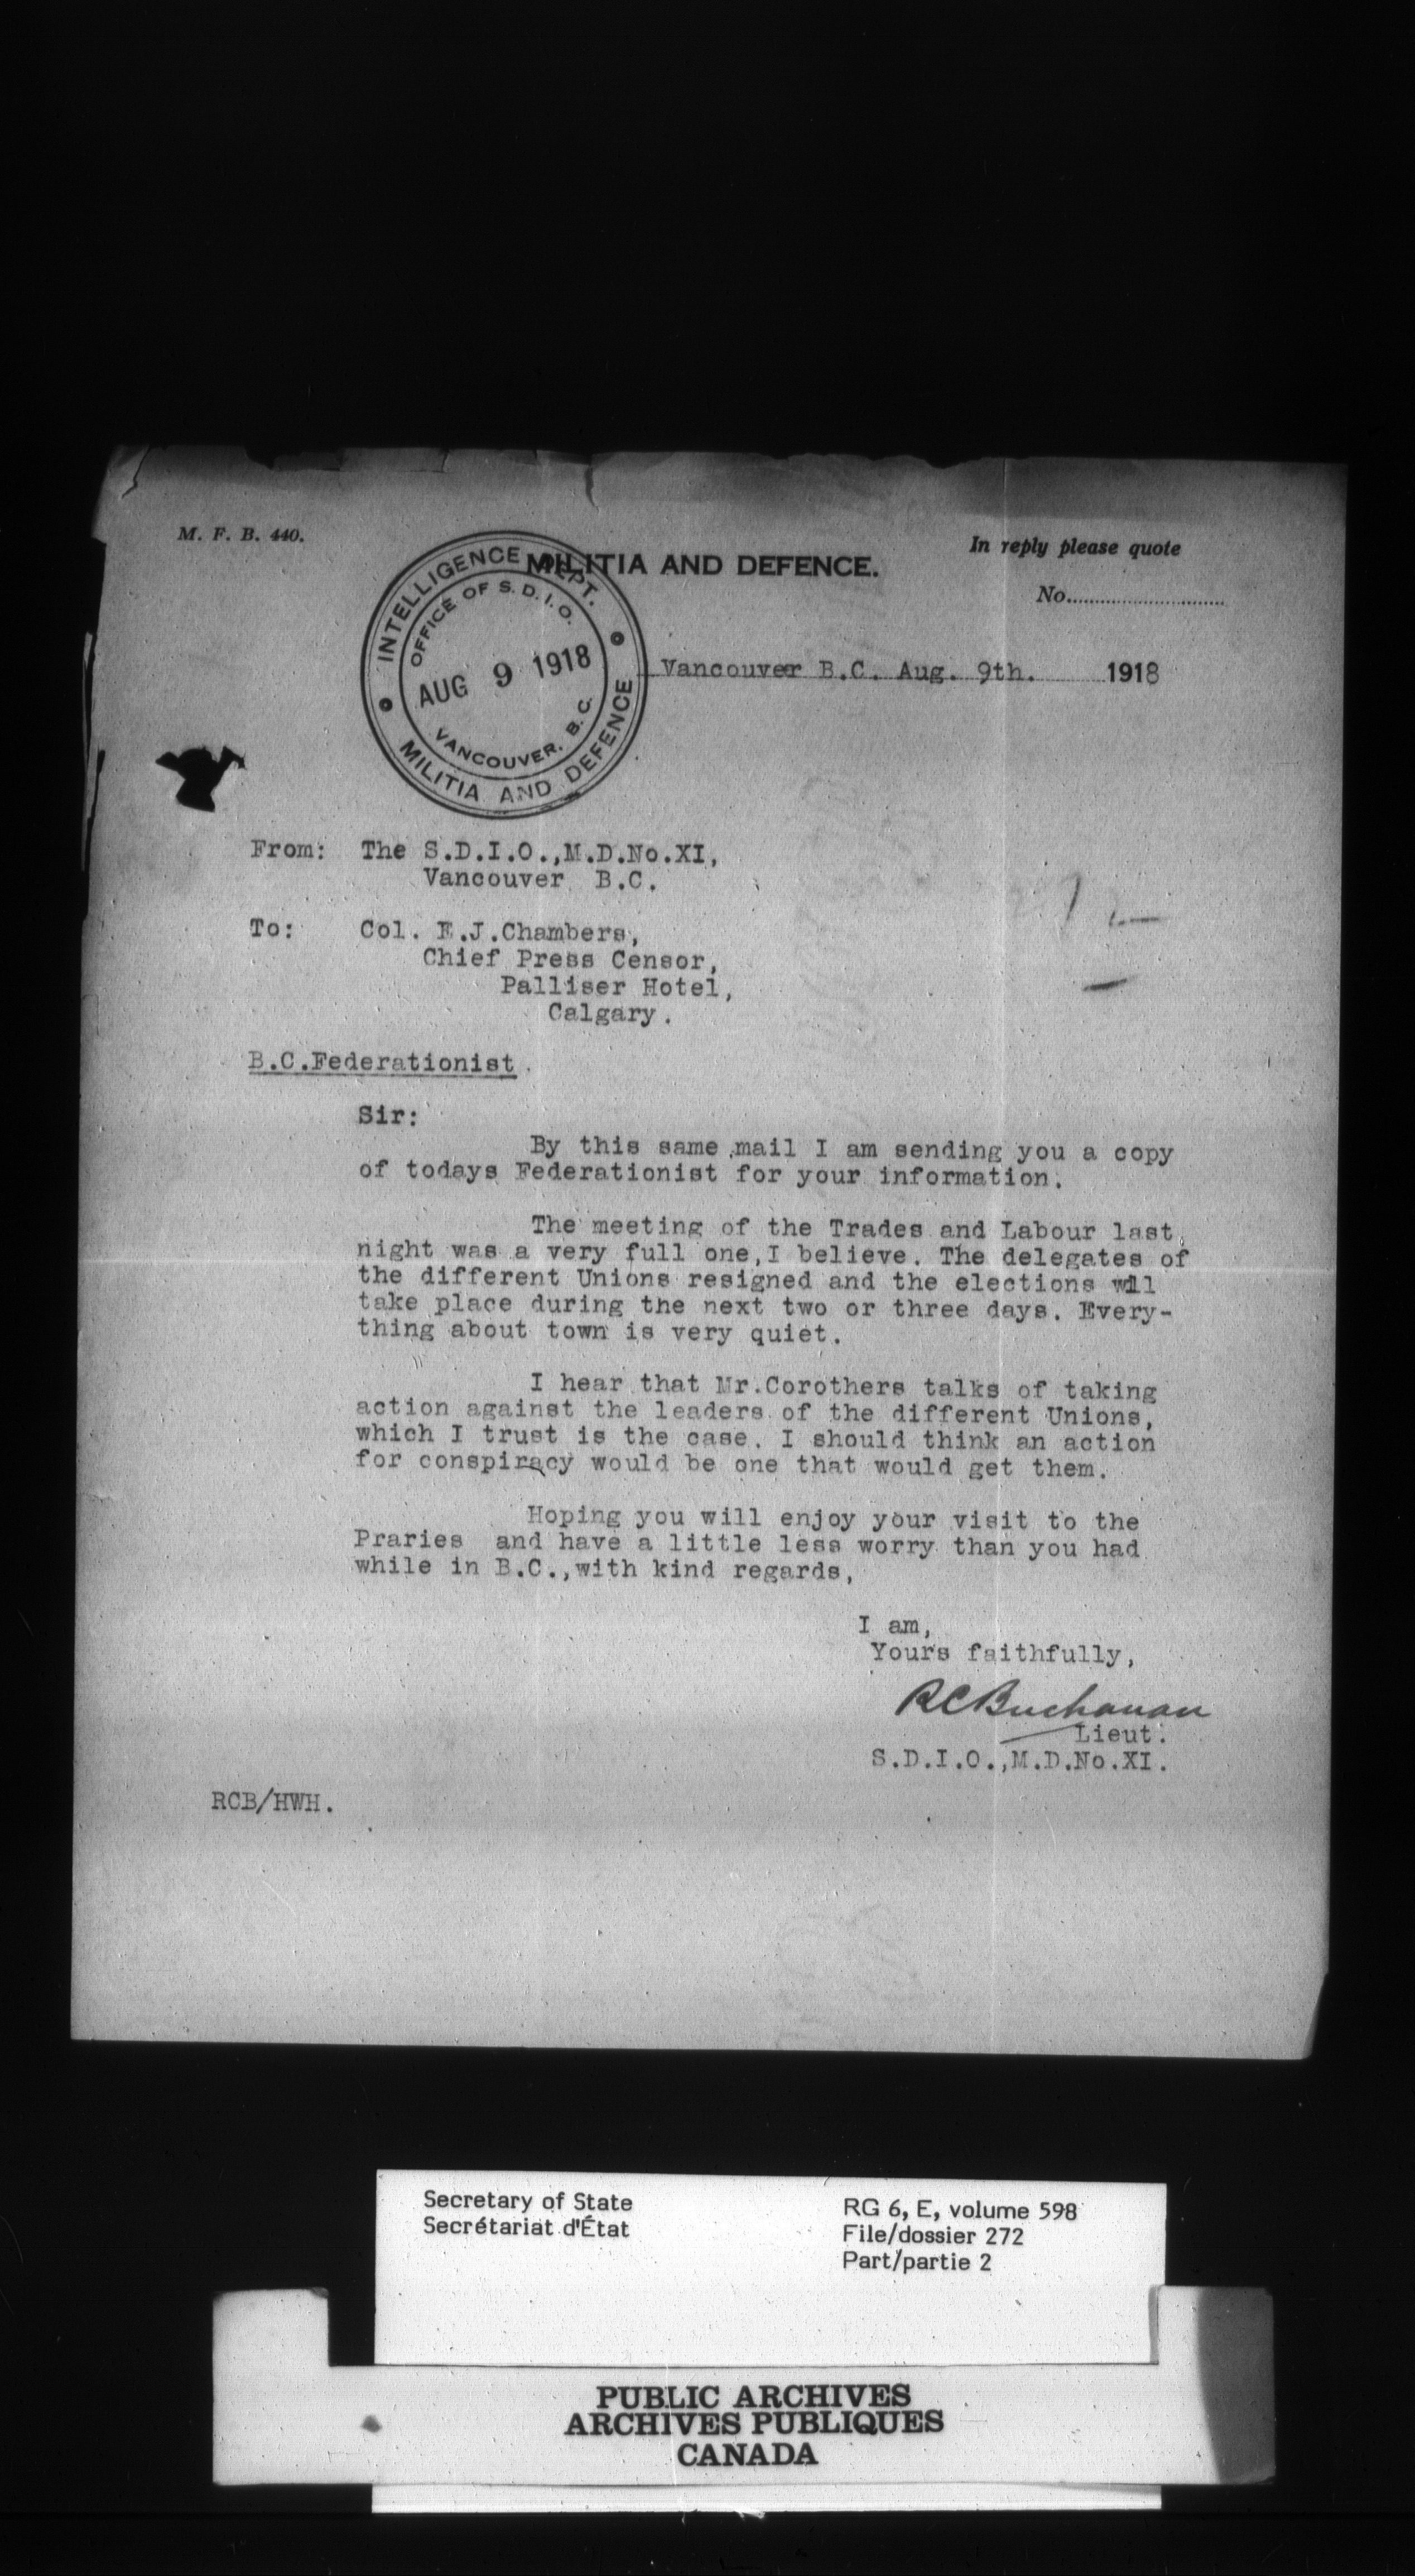 M. F. B. 440.
MILITIA AND DEFENCE.
In reply please quote
No.
INTELLIGENCE DEPT.
OFFICE OF S.D.I.O.
AUG 9 1918
VANCOUVER, B.C.
MILITIA AND DEFENCE
Vancouver B.C. Aug. 9th. 1918
From: The S.D.I.O.,M.D.No.XI,
Vancouver B.C.
To: Col. E.J.Chambers,
Chief Press Censor,
Palliser Hotel,
Calgary.
B.C.Federationist.
Sir:
By this same mail I am sending you a copy
of todays Federationist for your information.
The meeting of the Trades and Labour last
night was a very full one,I believe. The delegates of
the different Unions resigned and the elections will
take place during the next two or three days. Every-
thing about town is very quiet.
I hear that Mr.Corothers talks of taking
action against the leaders of the different Unions,
which I trust is the case. I should think an action
for conspiracy would be one that would get them.
Hoping you will enjoy your visit to the
Praries and have a little less worry than you had
while in B.C.,with kind regards,
I am,
Yours faithfully,
RCBuchanan
Lieut.
S.D.I.O.,M.D.No.XI.
RCB/HWH.
Secretary of State
Secrétariat d'État
RG 6, E, volume 598
File/dossier 272
Part/partie 2
PUBLIC ARCHIVES
ARCHIVES PUBLIQUES
CANADA